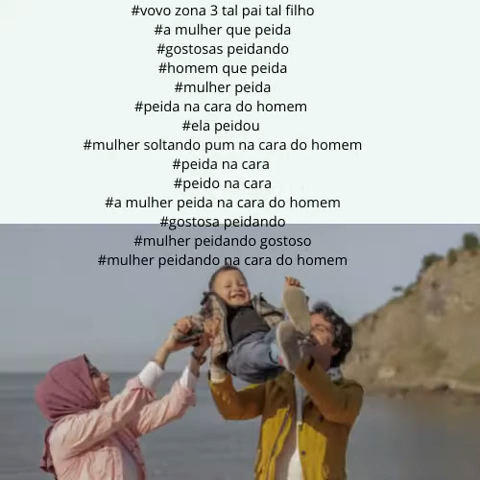 #vovo zona 3 tal pai tal filho
#a mulher que peida
#gostosas peidando
#homem que peida
#mulher peida
#peida na cara do homem
#ela peidou
#mulher soltando pum na cara do homem
#peida na cara
#peido na cara
#a mulher peida na cara do homem
#gostosa peidando
#mulher peidando gostoso
#mulher peidando na cara do homem